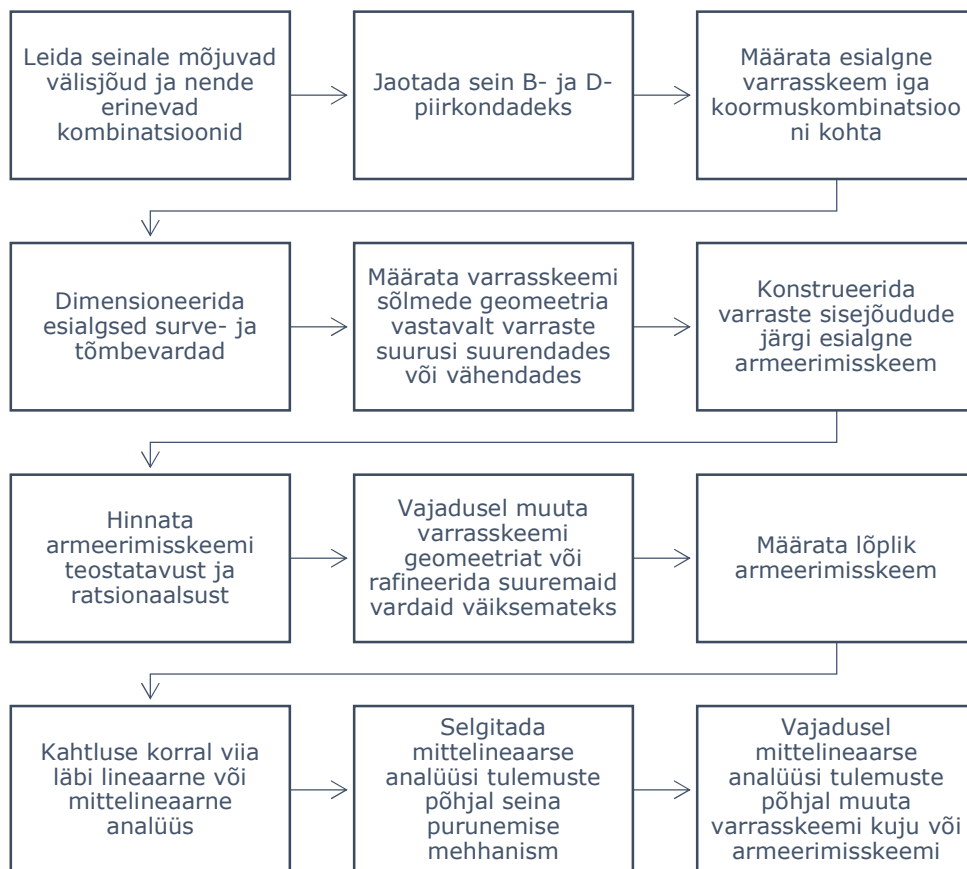 Leida seinale mõjuvad
välisjõud ja nende
erinevad
kombinatsioonid
Jaotada sein B- ja D-
piirkondadeks
Määrata esialgne
varrasskeem iga
koormuskombinatsioo
ni kohta
Dimensioneerida
esialgsed surve- ja
tõmbevardad
Määrata varrasskeemi
sõlmede geomeetria
vastavalt varraste
suurusi suurendades
või vähendades
Konstrueerida
varraste sisejõudude
järgi esialgne
armeerimisskeem
Hinnata
armeerimisskeemi
teostatavust ja
ratsionaalsust
Vajadusel muuta
varrasskeemi
geomeetriat või
rafineerida suuremaid
vardaid väiksemateks
Määrata lõplik
armeerimisskeem
Kahtluse korral viia
läbi lineaarne või
mittelineaarne
analüüs
Selgitada
mittelineaarse
analüüsi tulemuste
põhjal seina
purunemise
mehhanism
Vajadusel
mittelineaarse
analüüsi tulemuste
põhjal muuta
varrasskeemi kuju või
armeerimisskeemi